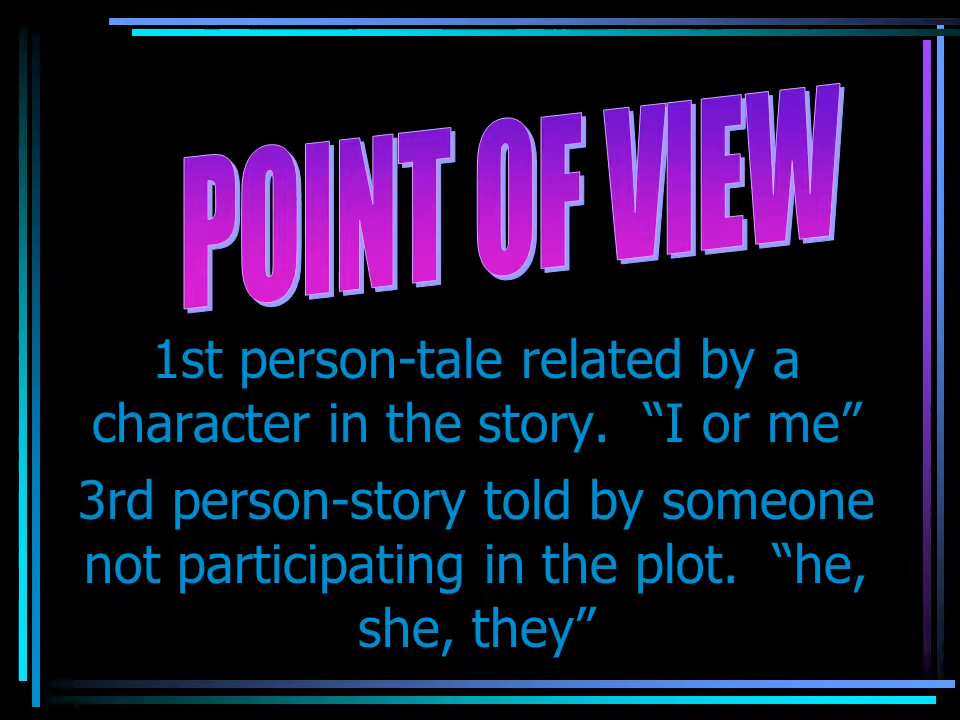 POINT OF VIEW
1st person-tale related by a
character in the story.  “I or me”
3rd person-story told by someone
not participating in the plot.  “he,
she, they”